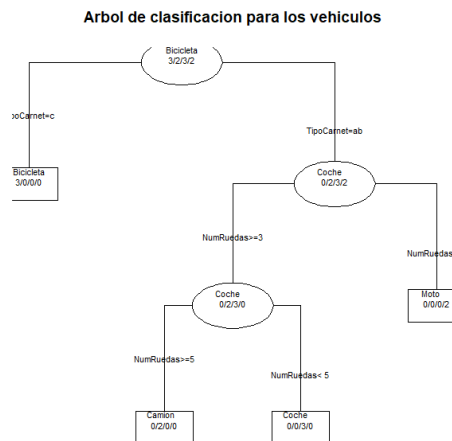 Arbol de clasificacion para los vehiculos
Bicicleta
3/2/3/2
poCarnet=c
TipoCarnet=ab
Bicicleta
3/0/0/0
Coche
0/2/3/2
NumRuedas>=3
NumRuedas
Coche
0/2/3/0
Moto
0/0/0/2
NumRuedas>=5
NumRuedas< 5
Camion
0/2/0/0
Coche
0/0/3/0